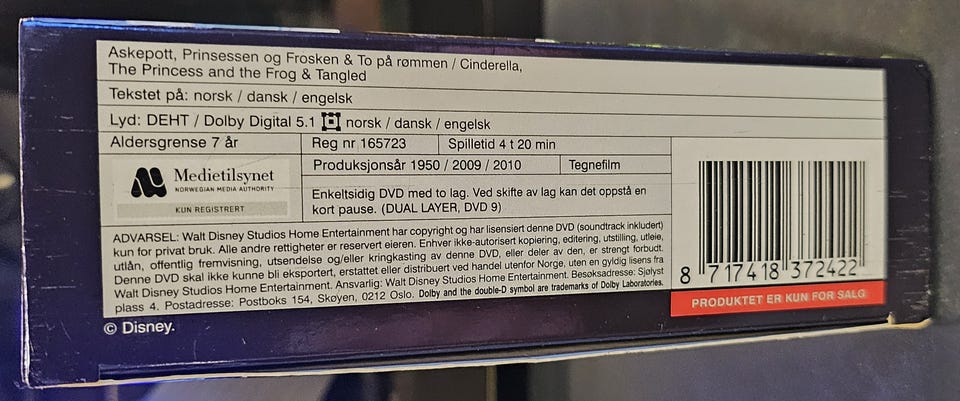 Askepott, Prinsessen og Frosken & To på rømmen / Cinderella,
The Princess and the Frog & Tangled
Tekstet på: norsk / dansk / engelsk
Lyd: DEHT / Dolby Digital 5.1 norsk / dansk / engelsk
Aldersgrense 7 år
Reg nr 165723
Spilletid 4 t 20 min
Medietilsynet
NORWEGIAN MEDIA AUTHORITY
KUN REGISTRERT
Produksjonsår 1950 / 2009 / 2010
Tegnefilm
Enkeltsidig DVD med to lag. Ved skifte av lag kan det oppstå en
kort pause. (DUAL LAYER, DVD 9)
ADVARSEL: Walt Disney Studios Home Entertainment har copyright og har lisensiert denne DVD (soundtrack inkludert)
kun for privat bruk. Alle andre rettigheter er reservert eieren. Enhver ikke-autorisert kopiering, editering, utstilling, utleie,
utlån, offentlig fremvisning, utsendelse og/eller kringkasting av denne DVD, eller deler av den, er strengt forbudt.
Denne DVD skal ikke kunne bli eksportert, erstattet eller distribuert ved handel utenfor Norge, uten en gyldig lisens fra
Walt Disney Studios Home Entertainment. Ansvarlig: Walt Disney Studios Home Entertainment. Besøksadresse: Sjølyst
plass 4. Postadresse: Postboks 154, Skøyen, 0212 Oslo. Dolby and the double-D symbol are trademarks of Dolby Laboratories.
8 717418 372422
PRODUKTET ER KUN FOR SALG
© Disney.